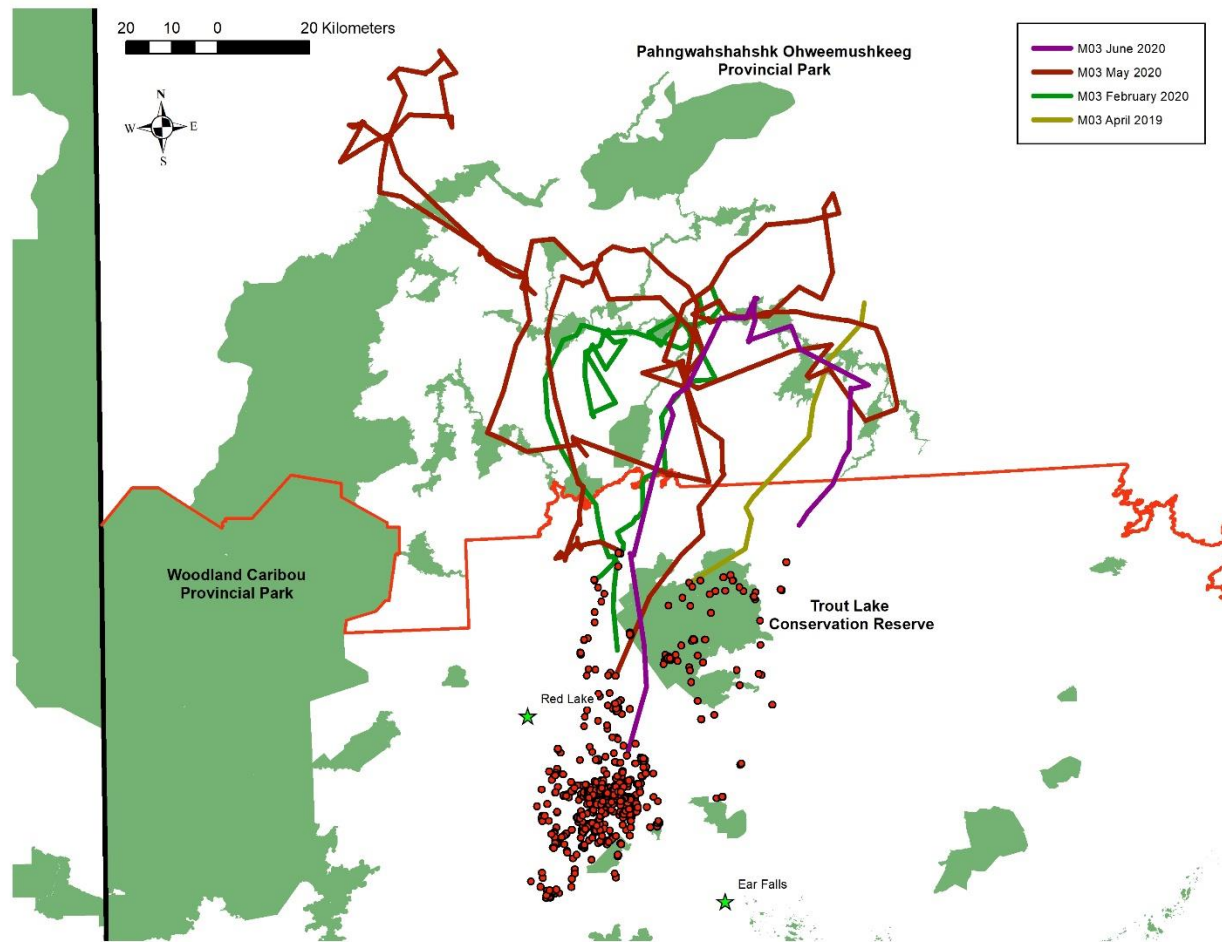 20 10 0 20 Kilometers
N
W E
S
Pahngwahshahshk Ohweemushkeeg
Provincial Park
M03 June 2020
M03 May 2020
M03 February 2020
M03 April 2019
Woodland Caribou
Provincial Park
Trout Lake
Conservation Reserve
Red Lake
Ear Falls